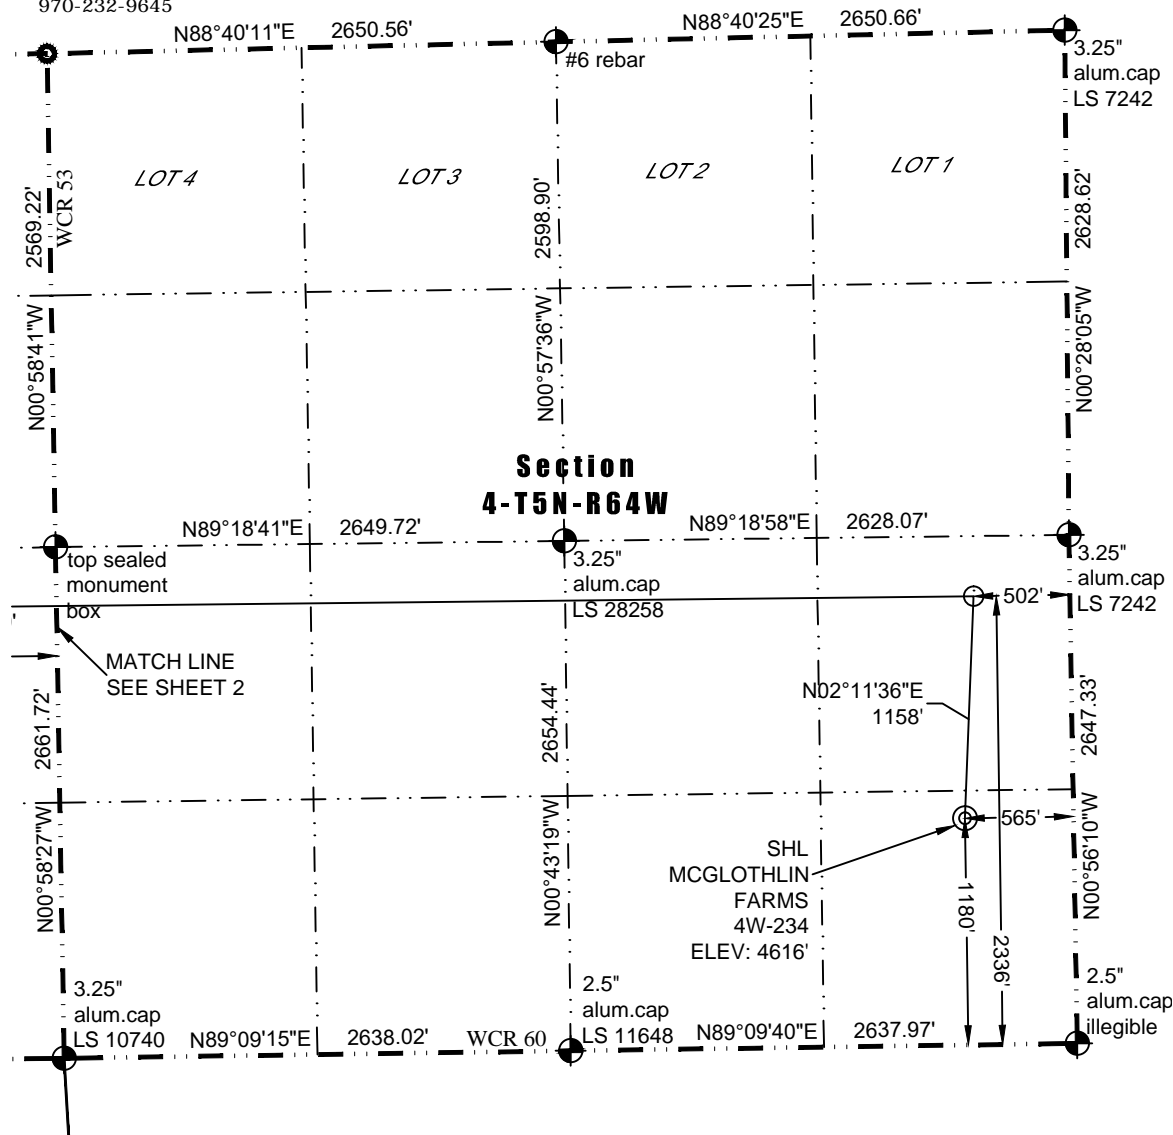 970-232-9645
N88°40'11"E 2650.56'
N88°40'25"E 2650.66'
#6 rebar
3.25"
alum.cap
LS 7242
LOT 4
LOT 3
LOT 2
LOT 1
2569.22'
WCR 53
2598.90'
2628.62'
N00°58'41"W
N00°57'36"W
N00°28'05"W
Section
4-T5N-R64W
N89°18'41"E 2649.72'
N89°18'58"E 2628.07'
top sealed
monument
box
3.25"
alum.cap
LS 28258
3.25"
alum.cap
LS 7242
502'
'
MATCH LINE
SEE SHEET 2
N02°11'36"E
1158'
2661.72'
2654.44'
2647.33'
N00°58'27"W
N00°43'19"W
N00°56'10"W
565'
SHL
MCGLOTHLIN
FARMS
4W-234
ELEV: 4616'
1180'
2336'
3.25"
alum.cap
LS 10740
2.5"
alum.cap
LS 11648
2.5"
alum.cap
illegible
N89°09'15"E 2638.02'
WCR 60
N89°09'40"E 2637.97'